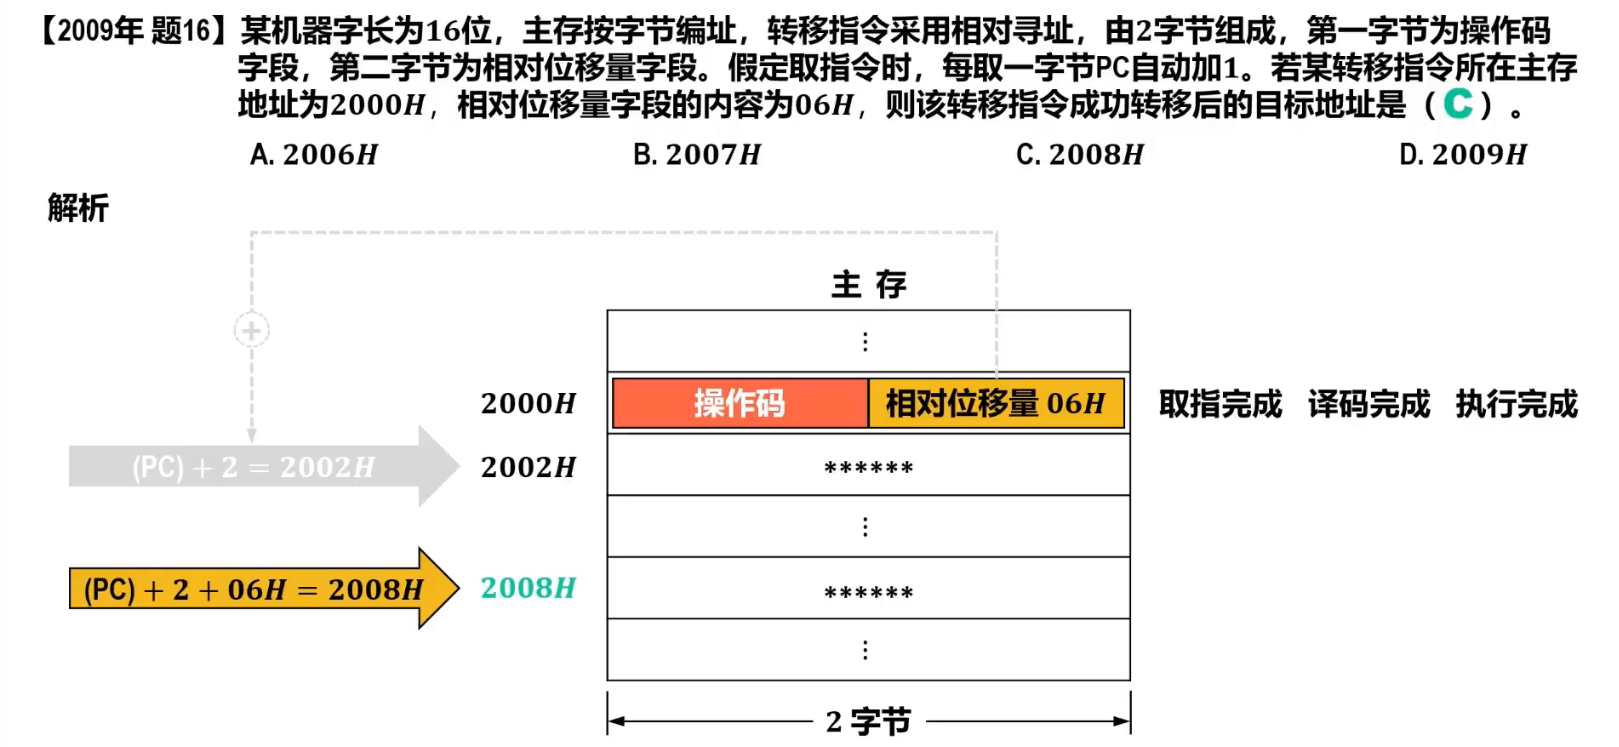 【2009年 题16】某机器字长为16位，主存按字节编址，转移指令采用相对寻址，由2字节组成，第一字节为操作码
字段，第二字节为相对位移量字段。假定取指令时，每取一字节PC自动加1。若某转移指令所在主存
地址为2000H，相对位移量字段的内容为06H，则该转移指令成功转移后的目标地址是（C）。
A. 2006H B. 2007H C. 2008H D. 2009H
解析
主 存
⋮
+
2000H 操作码 相对位移量 06H 取指完成 译码完成 执行完成
(PC) + 2 = 2002H 2002H ******
⋮
(PC) + 2 + 06H = 2008H 2008H ******
⋮
2 字节